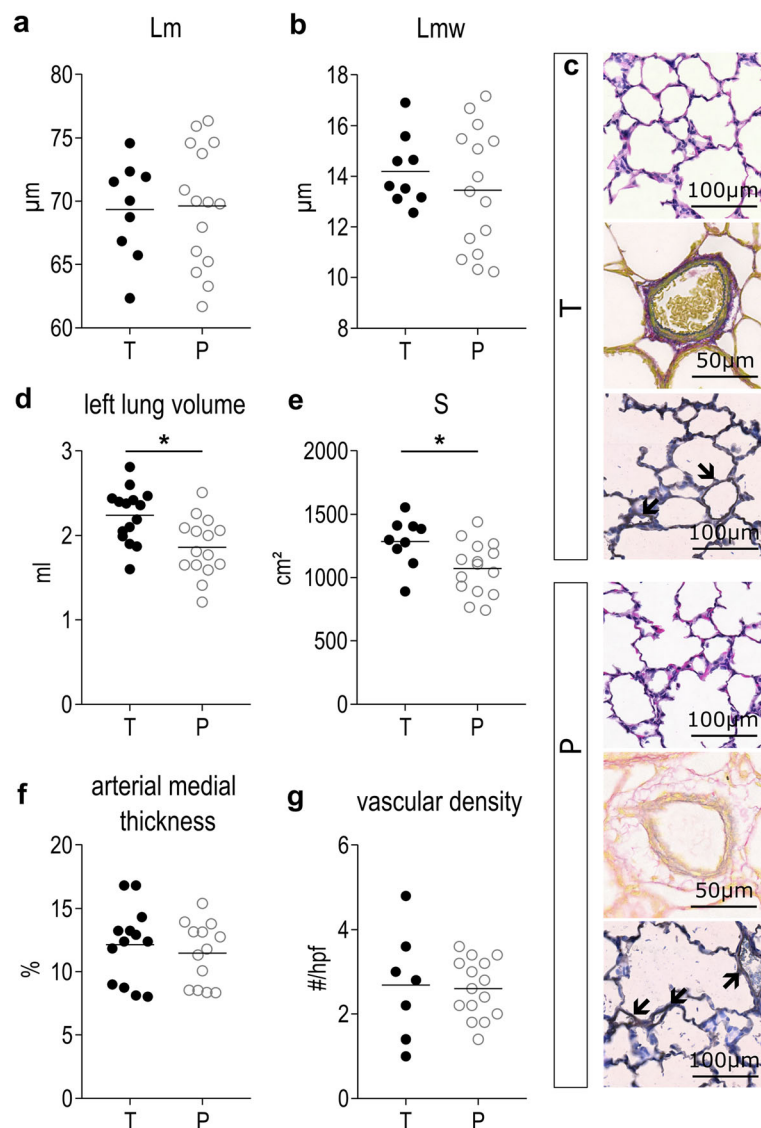 a
Lm
80
75
70
65
60
µm
T
P
b
Lmw
18
16
14
12
10
8
µm
T
P
c
T
100µm
50µm
100µm
P
100µm
50µm
100µm
d
left lung volume
*
3
2
1
0
ml
T
P
e
S
*
2000
1500
1000
500
0
cm²
T
P
f
arterial medial
thickness
20
15
10
5
0
%
T
P
g
vascular density
6
4
2
0
#/hpf
T
P